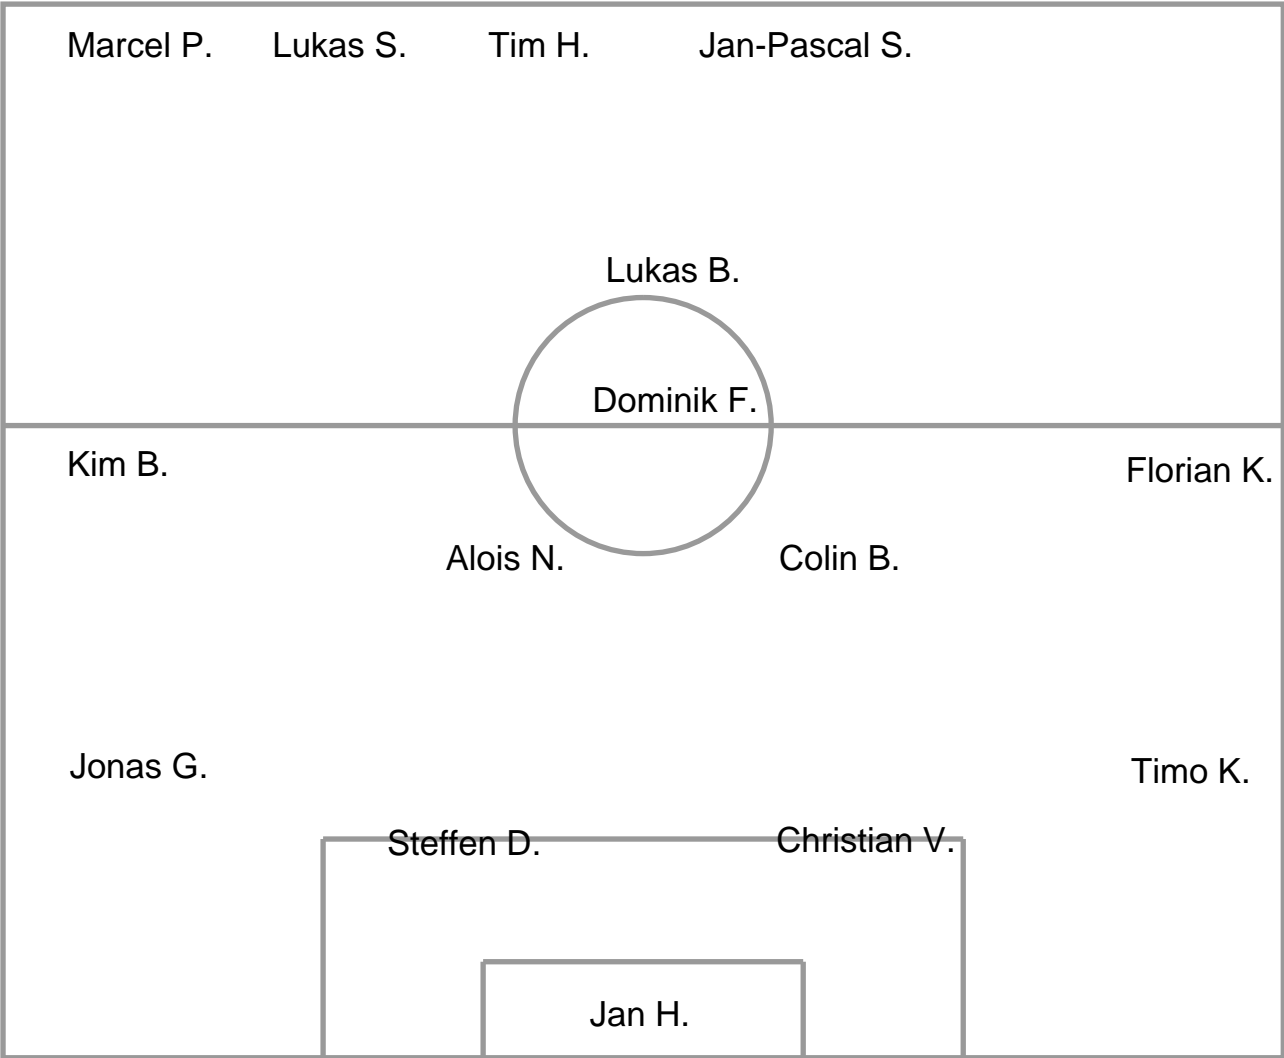 Marcel P. Lukas S. Tim H. Jan-Pascal S.
Lukas B.
Dominik F.
Kim B. Florian K.
Alois N. Colin B.
Jonas G. Timo K.
Steffen D. Christian V.
Jan H.